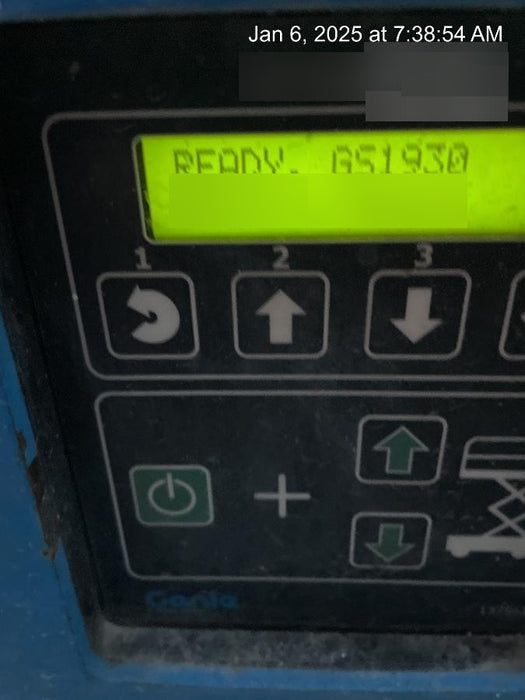 Jan 6, 2025 at 7:38:54 AM
READY. GS1930
1 2 3
Genie